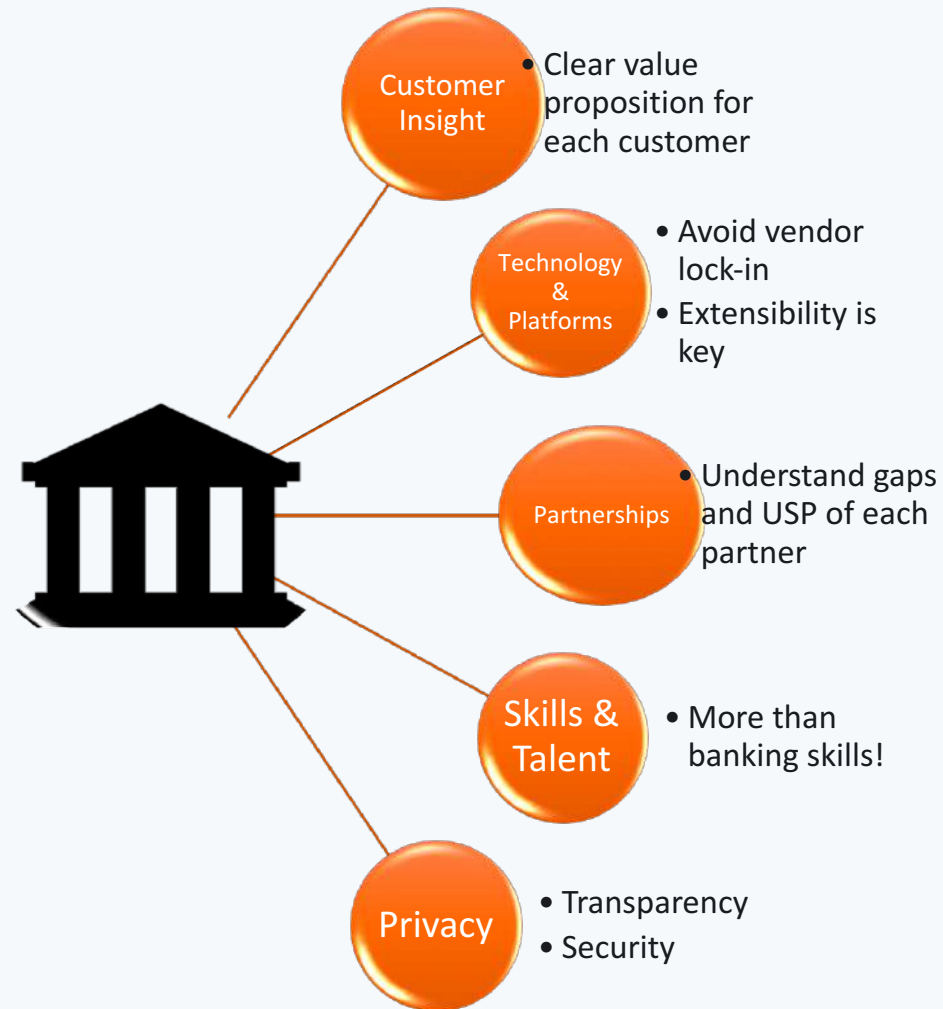 Customer
Insight
• Clear value
proposition for
each customer
Technology
&
Platforms
• Avoid vendor
lock-in
• Extensibility is
key
Partnerships
• Understand gaps
and USP of each
partner
Skills &
Talent
• More than
banking skills!
Privacy
• Transparency
• Security